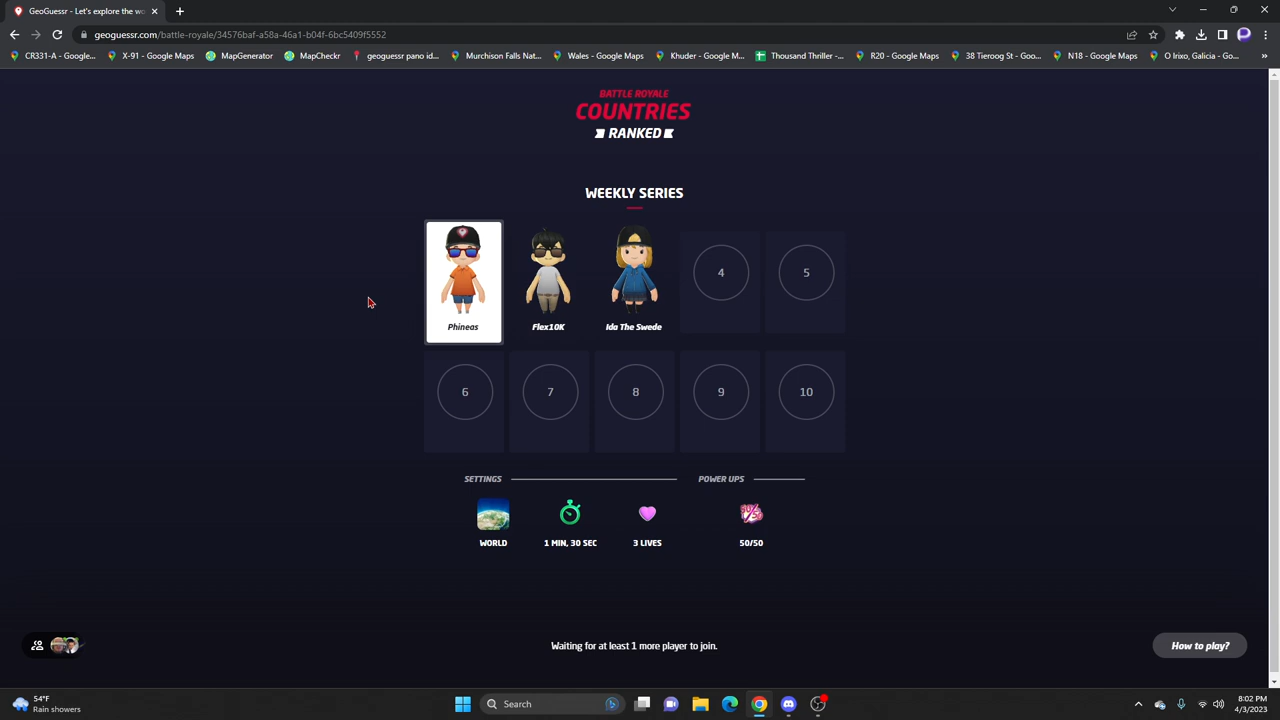 GeoGuessr - Let's explore the wo
geoguessr.com/battle-royale/34576baf-a58a-46a1-b04f-6bc5409f5552
CR331-A - Google... X-91 - Google Maps MapGenerator MapCheckr geoguessr pano id... Murchison Falls Nat... Wales - Google Maps Khuder - Google M... Thousand Thriller -... R20 - Google Maps 38 Tieroog St - Goo... N18 - Google Maps O Irixo, Galicia - Go... »
BATTLE ROYALE
COUNTRIES
RANKED
WEEKLY SERIES
4 5
Phineas Flex10K Ida The Swede
6 7 8 9 10
SETTINGS POWER UPS
50/50
WORLD 1 MIN, 30 SEC 3 LIVES 50/50
Waiting for at least 1 more player to join.
How to play?
54°F
Rain showers
Search
8:02 PM
4/3/2023